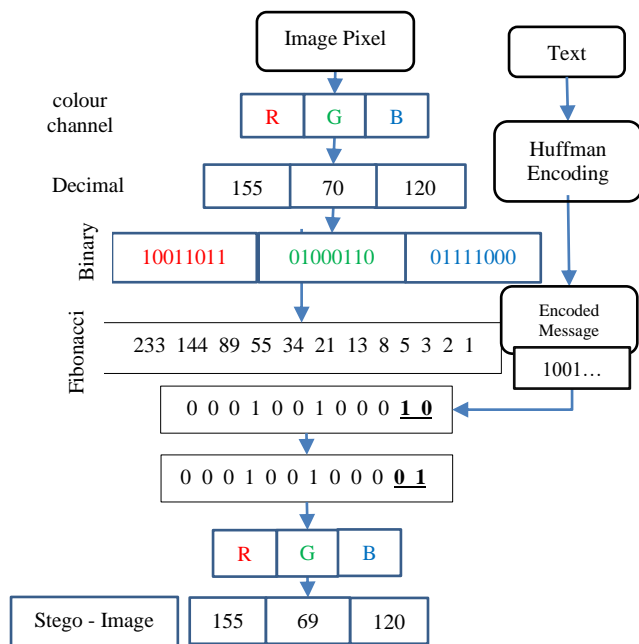 Image Pixel
Text
colour
channel
R G B
Huffman
Encoding
Decimal
155 70 120
Binary
10011011 01000110 01111000
Encoded
Message
1001…
Fibonacci
233 144 89 55 34 21 13 8 5 3 2 1
0 0 0 1 0 0 1 0 0 0 1 0
0 0 0 1 0 0 1 0 0 0 0 1
R G B
Stego - Image
155 69 120